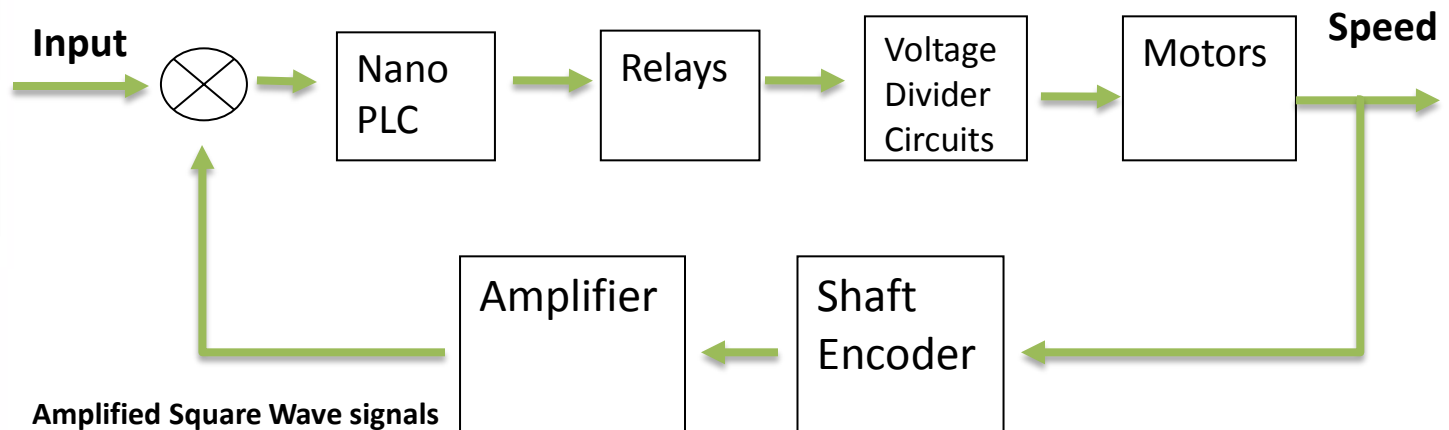 Input
Nano
PLC
Relays
Voltage
Divider
Circuits
Motors
Speed
Amplifier
Shaft
Encoder
Amplified Square Wave signals